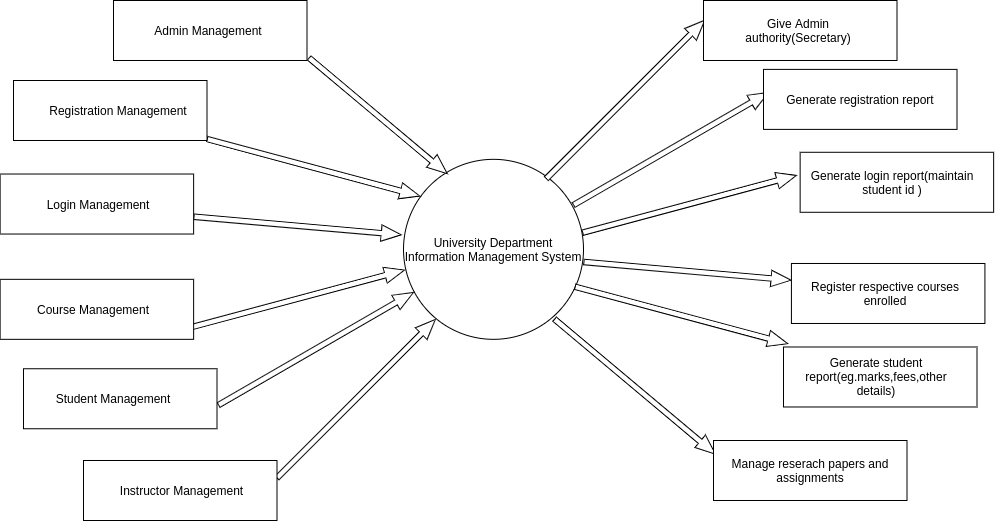 Admin Management
Registration Management
Login Management
Course Management
Student Management
Instructor Management
University Department
Information Management System
Give Admin
authority(Secretary)
Generate registration report
Generate login report(maintain
student id )
Register respective courses
enrolled
Generate student
report(eg.marks,fees,other
details)
Manage reserach papers and
assignments